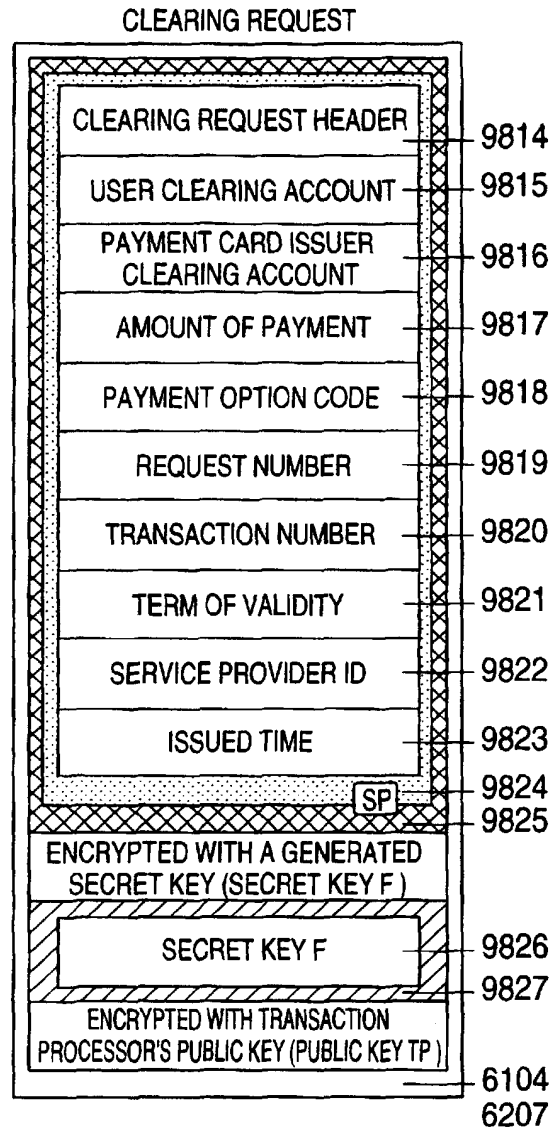 CLEARING REQUEST
CLEARING REQUEST HEADER
9814
USER CLEARING ACCOUNT
9815
PAYMENT CARD ISSUER
CLEARING ACCOUNT
9816
AMOUNT OF PAYMENT
9817
PAYMENT OPTION CODE
9818
REQUEST NUMBER
9819
TRANSACTION NUMBER
9820
TERM OF VALIDITY
9821
SERVICE PROVIDER ID
9822
ISSUED TIME
9823
SP
9824
9825
ENCRYPTED WITH A GENERATED
SECRET KEY (SECRET KEY F )
SECRET KEY F
9826
9827
ENCRYPTED WITH TRANSACTION
PROCESSOR'S PUBLIC KEY (PUBLIC KEY TP )
6104
6207